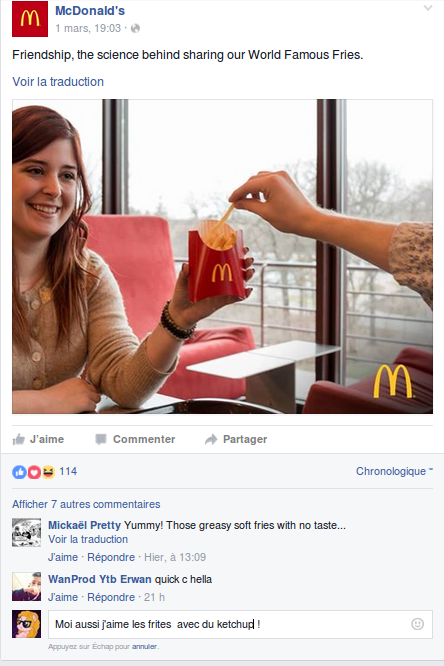 McDonald's
1 mars, 19:03 ·
Friendship, the science behind sharing our World Famous Fries.
Voir la traduction
J'aime Commenter Partager
114 Chronologique
Afficher 7 autres commentaires
Mickaël Pretty Yummy! Those greasy soft fries with no taste...
Voir la traduction
J'aime · Répondre · Hier, à 13:09
WanProd Ytb Erwan quick c hella
J'aime · Répondre · 21 h
Moi aussi j'aime les frites avec du ketchup !
Appuyez sur Échap pour annuler.